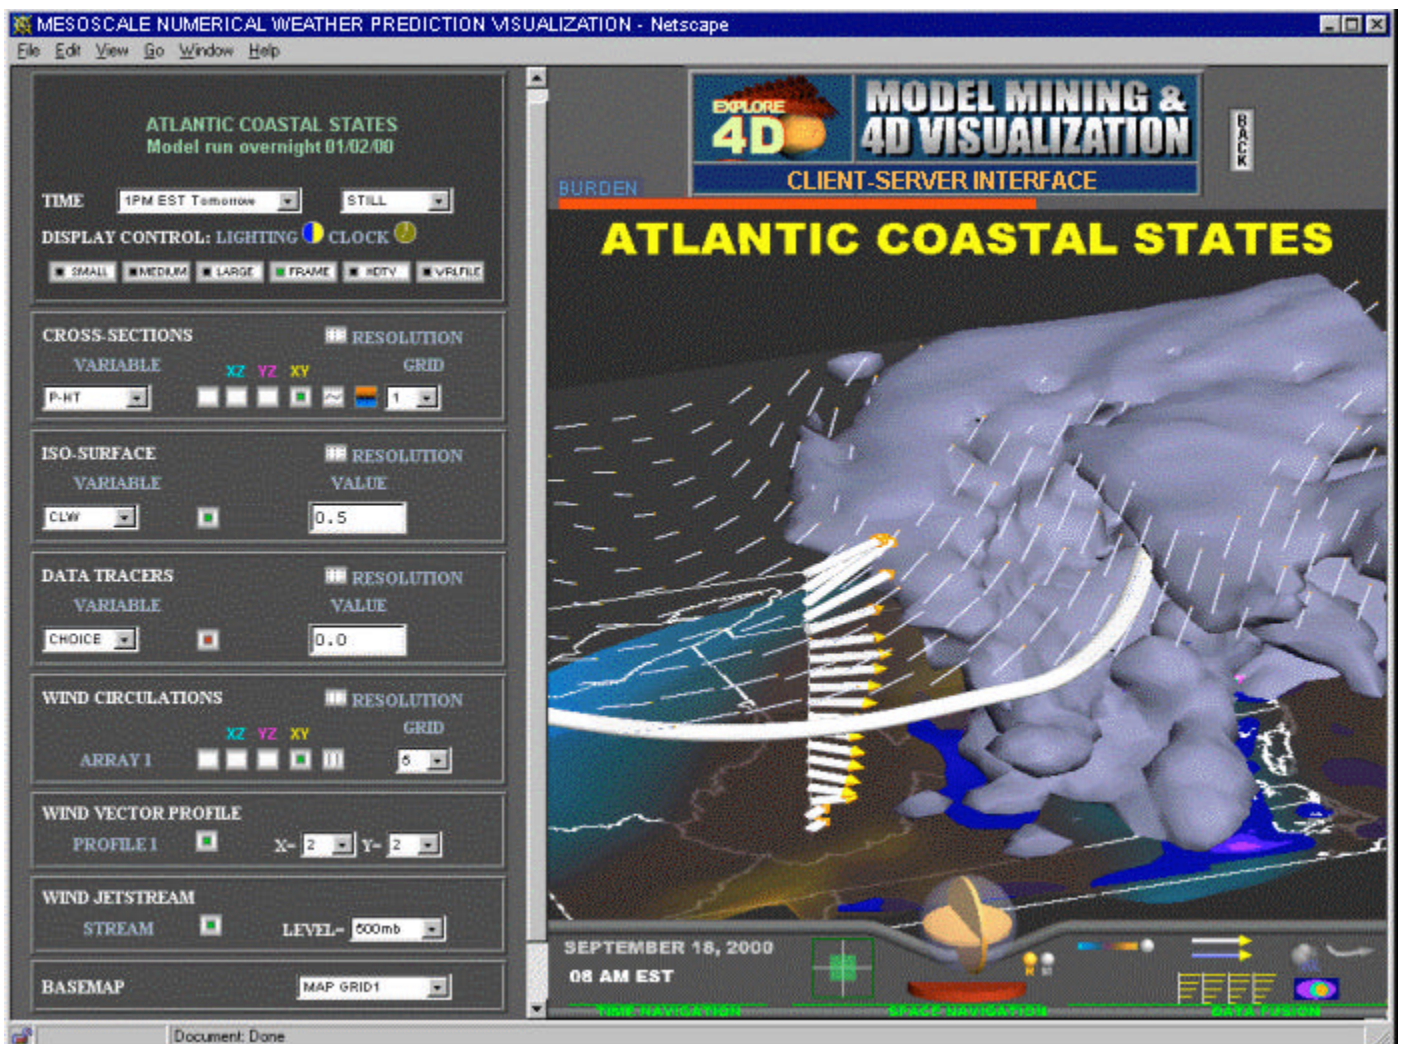 MESOSCALE NUMERICAL WEATHER PREDICTION VISUALIZATION - Netscape
File Edit View Go Window Help
ATLANTIC COASTAL STATES
Model run overnight 01/02/00
TIME 1PM EST Tomorrow STILL
DISPLAY CONTROL: LIGHTING CLOCK
SMALL MEDIUM LARGE FRAME HDTV VRLFILE
CROSS-SECTIONS RESOLUTION
VARIABLE XZ YZ XY GRID
P-HT 1
ISO-SURFACE RESOLUTION
VARIABLE VALUE
CLW 0.5
DATA TRACERS RESOLUTION
VARIABLE VALUE
CHOICE 0.0
WIND CIRCULATIONS RESOLUTION
XZ YZ XY GRID
ARRAY 1 6
WIND VECTOR PROFILE
PROFILE 1 X= 2 Y= 2
WIND JETSTREAM
STREAM LEVEL= 500mb
BASEMAP MAP GRID1
EXPLORE
4D
MODEL MINING &
4D VISUALIZATION
CLIENT-SERVER INTERFACE
BACK
BURDEN
ATLANTIC COASTAL STATES
SEPTEMBER 18, 2000
08 AM EST
TIME NAVIGATION SPACE NAVIGATION DATA FUSION
Document: Done